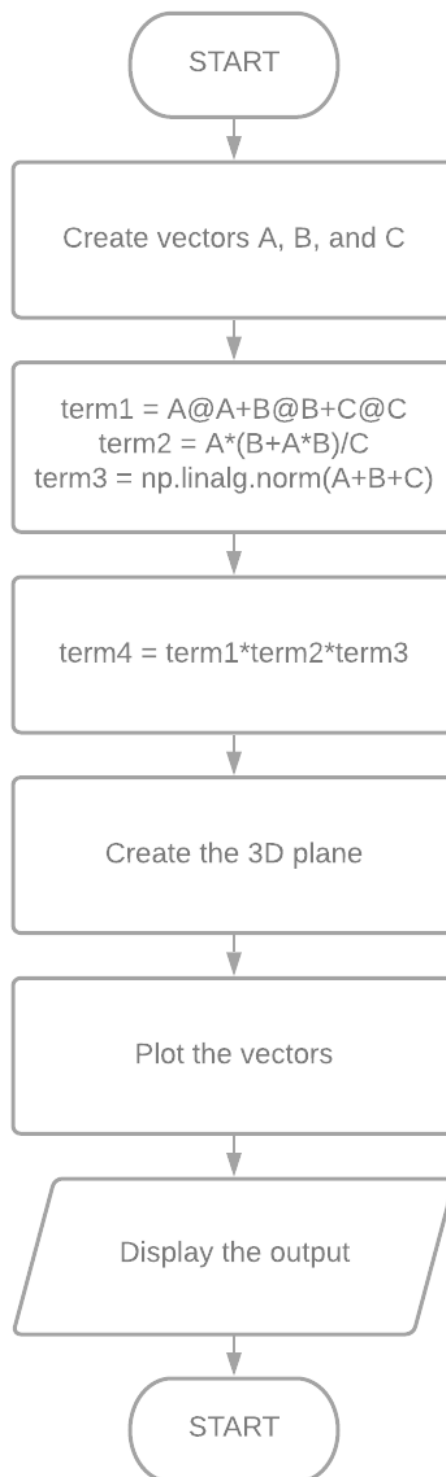 START
Create vectors A, B, and C
term1 = A@A+B@B+C@C
term2 = A*(B+A*B)/C
term3 = np.linalg.norm(A+B+C)
term4 = term1*term2*term3
Create the 3D plane
Plot the vectors
Display the output
START